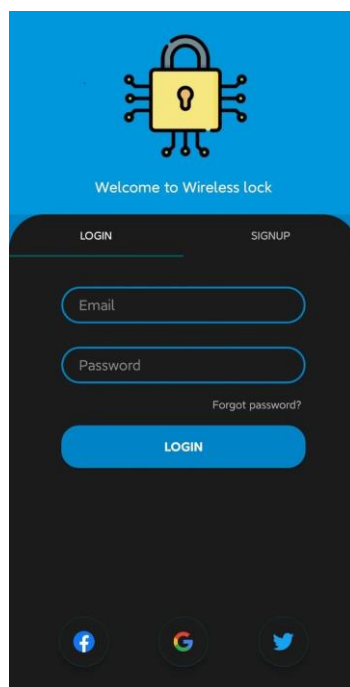 Welcome to Wireless lock
LOGIN SIGNUP
Email
Password
Forgot password?
LOGIN